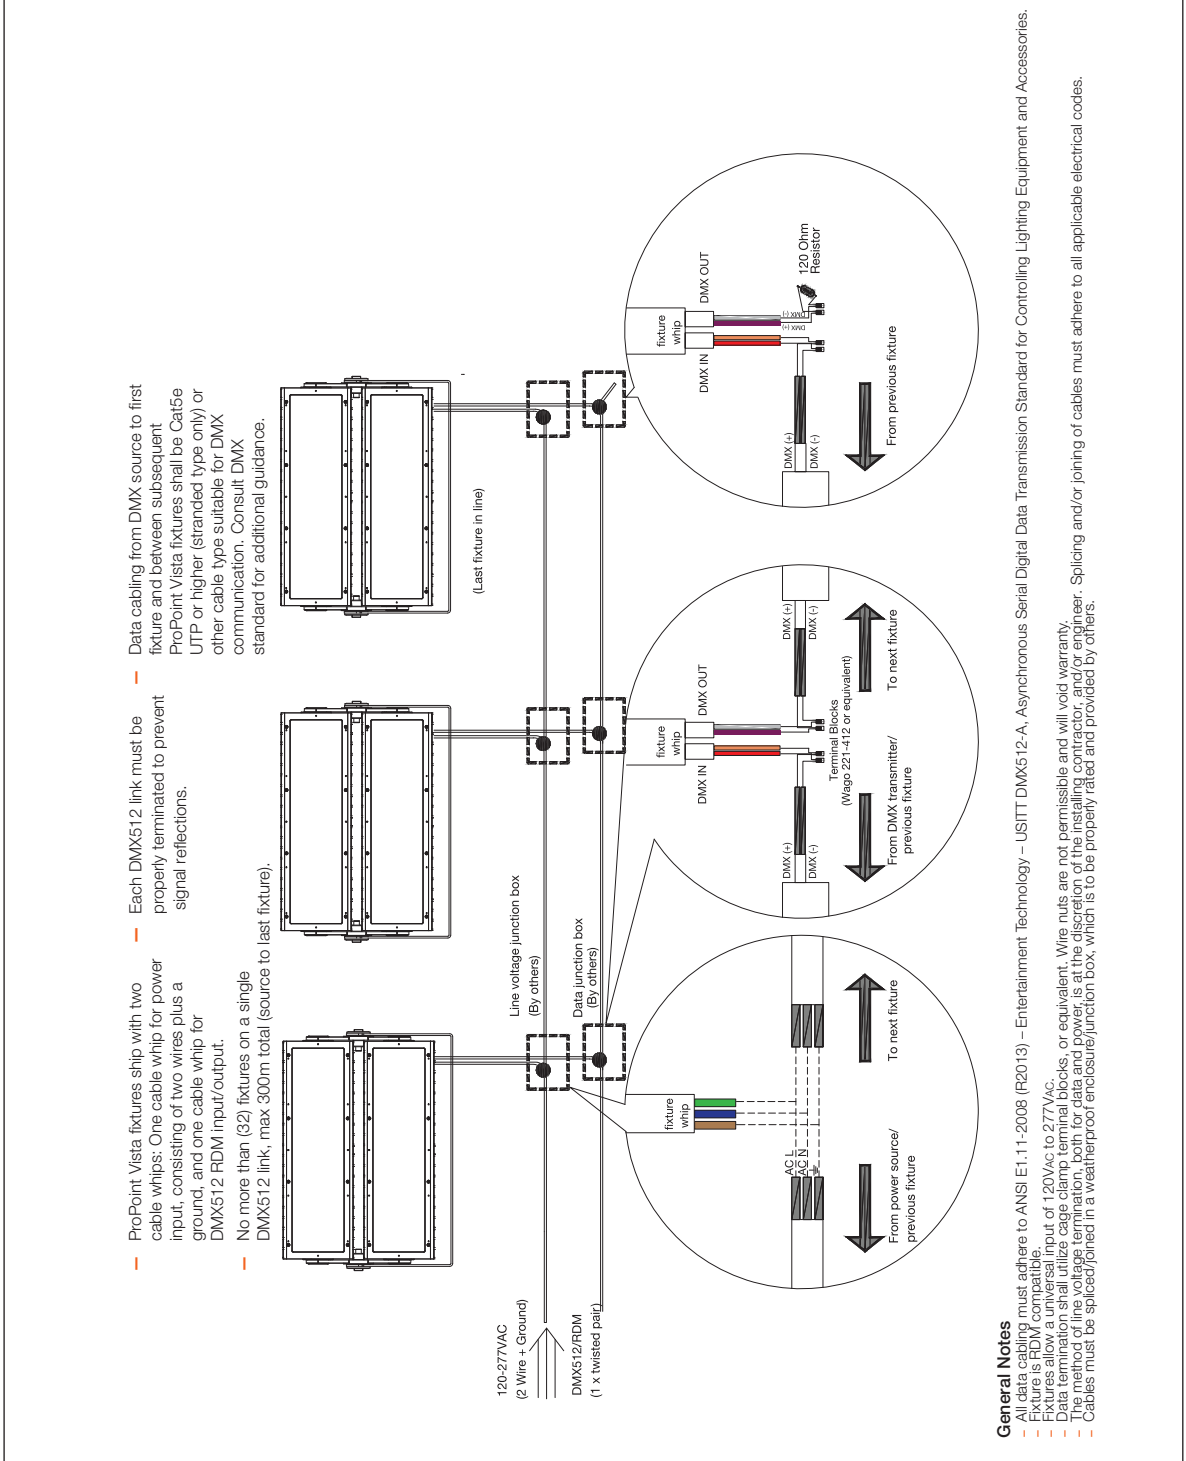 – ProPoint Vista fixtures ship with two
cable whips: One cable whip for power
input, consisting of two wires plus a
ground, and one cable whip for
DMX512 RDM input/output.
– No more than (32) fixtures on a single
DMX512 link, max 300m total (source to last fixture).
– Each DMX512 link must be
properly terminated to prevent
signal reflections.
– Data cabling from DMX source to first
fixture and between subsequent
ProPoint Vista fixtures shall be Cat5e
UTP or higher (stranded type only) or
other cable type suitable for DMX
communication. Consult DMX
standard for additional guidance.
(Last fixture in line)
120-277VAC
(2 Wire + Ground)
DMX512/RDM
(1 x twisted pair)
Line voltage junction box
(By others)
Data junction box
(By others)
fixture
whip
AC L
AC N
From power source/
previous fixture
To next fixture
fixture
whip
DMX IN
DMX OUT
DMX (+)
DMX (-)
Terminal Blocks
(Wago 221-412 or equivalent)
DMX (+)
DMX (-)
From DMX transmitter/
previous fixture
To next fixture
fixture
whip
DMX IN
DMX OUT
DMX (+)
DMX (-)
DMX (+)
DMX (-)
120 Ohm
Resistor
From previous fixture
General Notes
– All data cabling must adhere to ANSI E1.11-2008 (R2013) – Entertainment Technology – USITT DMX512-A, Asynchronous Serial Digital Data Transmission Standard for Controlling Lighting Equipment and Accessories.
– Fixture is RDM compatible.
– Fixtures allow a universal input of 120VAC to 277VAC.
– Data termination shall utilize cage clamp terminal blocks, or equivalent. Wire nuts are not permissible and will void warranty.
– The method of line voltage termination, both for data and power, is at the discretion of the installing contractor, and/or engineer. Splicing and/or joining of cables must adhere to all applicable electrical codes.
– Cables must be spliced/joined in a weatherproof enclosure/junction box, which is to be properly rated and provided by others.